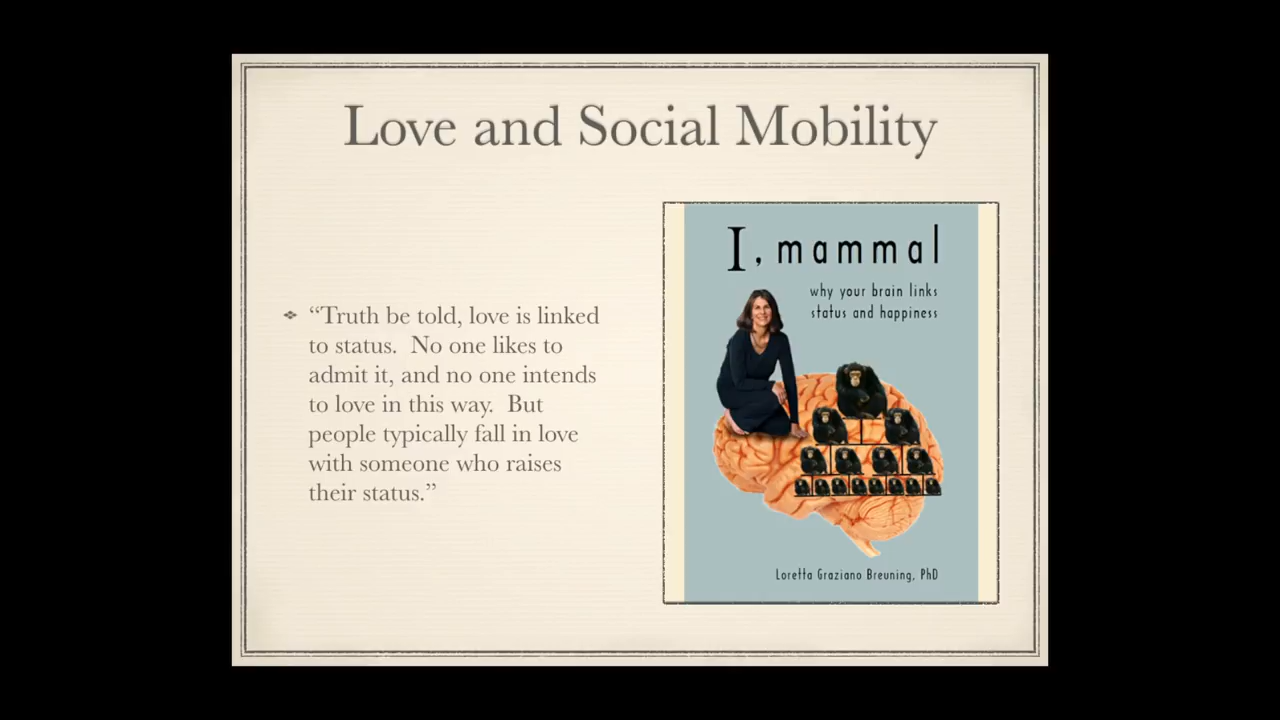 Love and Social Mobility
“Truth be told, love is linked
to status.  No one likes to
admit it, and no one intends
to love in this way.  But
people typically fall in love
with someone who raises
their status.”
I, mammal
why your brain links
status and happiness
Loretta Graziano Breuning, PhD